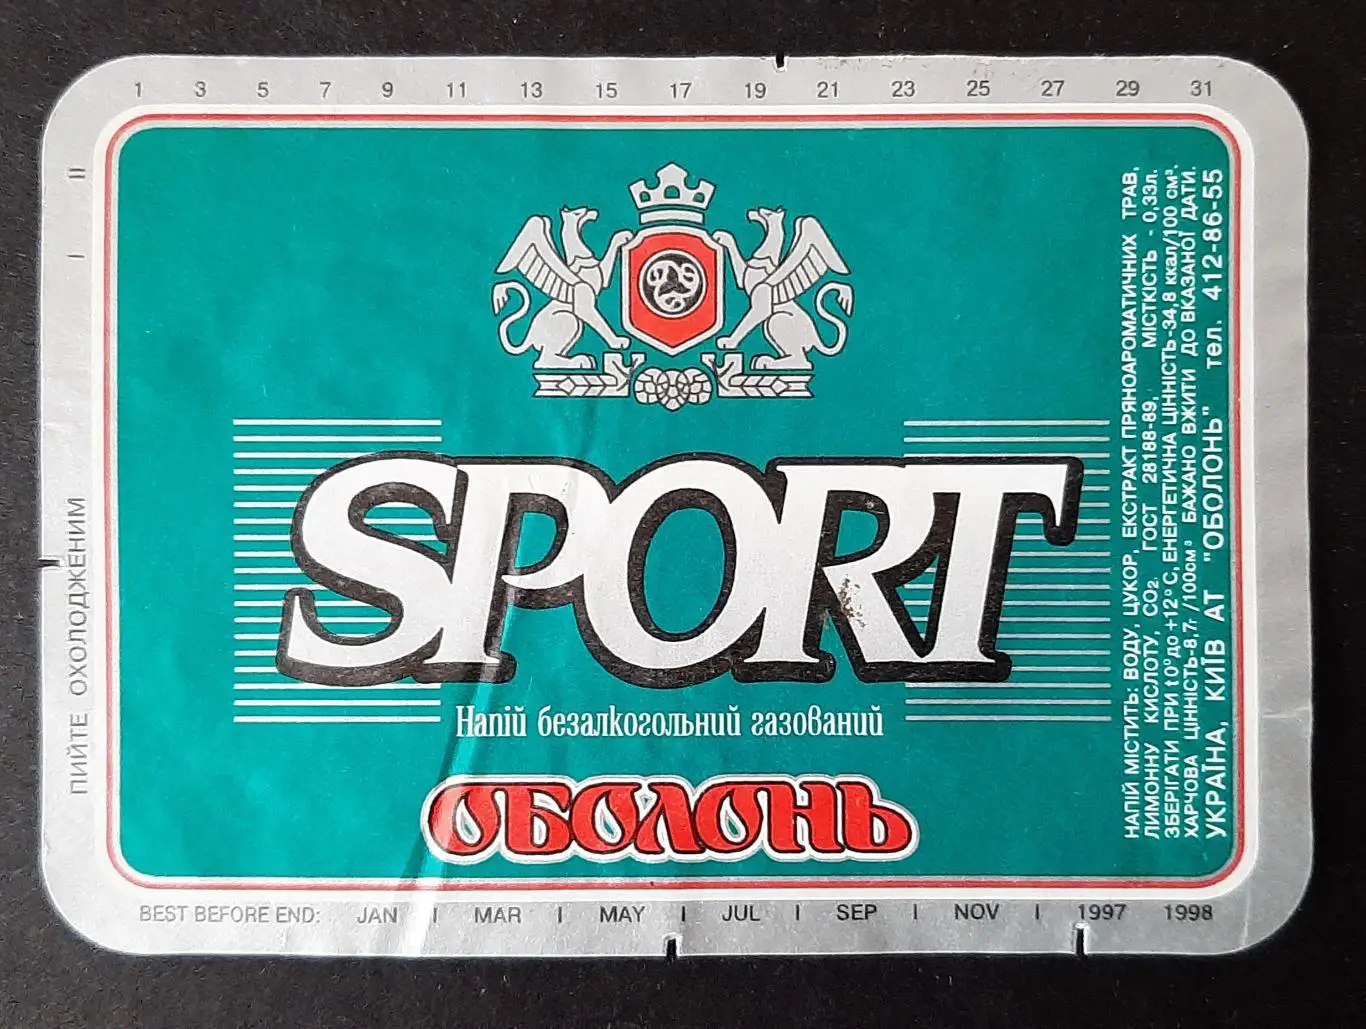 1 3 5 7 9 11 13 15 17 19 21 23 25 27 29 31
I II
ПИЙТЕ ОХОЛОДЖЕНИМ
SPORT
Напій безалкогольний газований
ОБОЛОНЬ
НАПІЙ МІСТИТЬ: ВОДУ, ЦУКОР, ЕКСТРАКТ ПРЯНОАРОМАТИЧНИХ ТРАВ,
ЛИМОННУ КИСЛОТУ, CO₂. ГОСТ 28188-89, МІСТКІСТЬ - 0,33л.
ЗБЕРІГАТИ ПРИ t 0° до +12° С, ЕНЕРГЕТИЧНА ЦІННІСТЬ-34,8 ккал/100 см³.
ХАРЧОВА ЦІННІСТЬ-8,7г /100см³ БАЖАНО ВЖИТИ ДО ВКАЗАНОЇ ДАТИ.
УКРАЇНА, КИЇВ АТ "ОБОЛОНЬ" тел. 412-86-55
BEST BEFORE END: JAN I MAR I MAY I JUL I SEP I NOV I 1997 1998